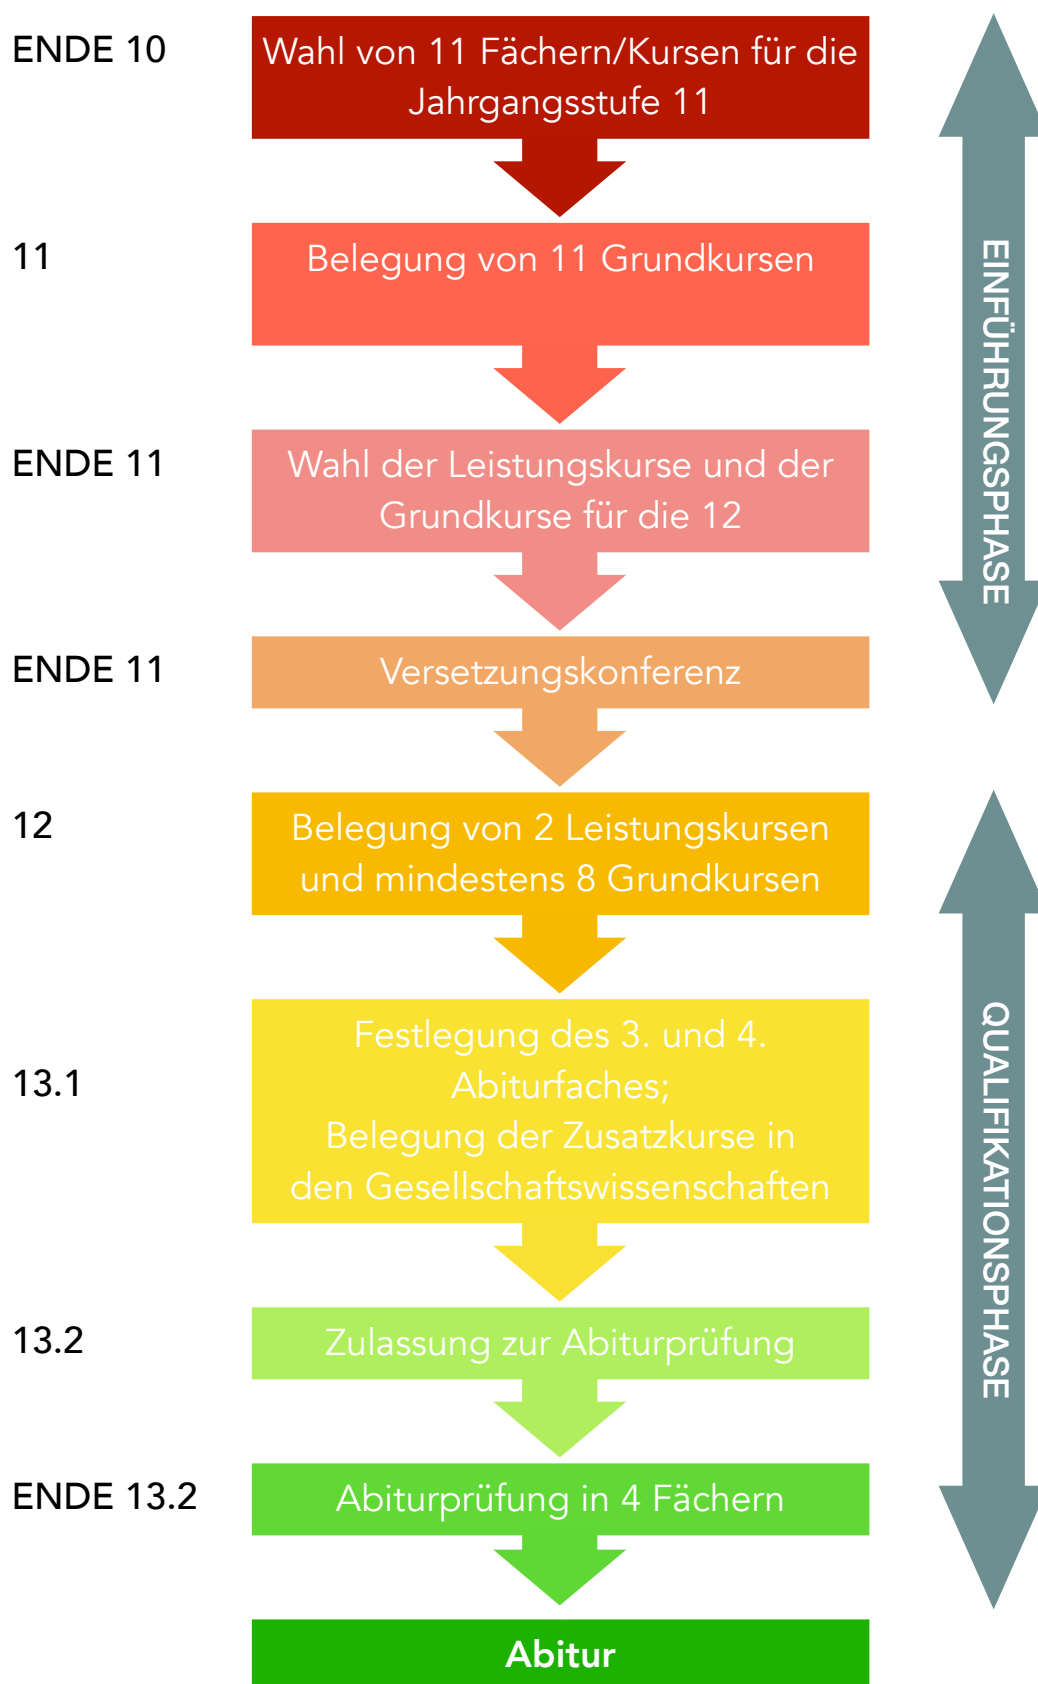 ENDE 10
Wahl von 11 Fächern/Kursen für die
Jahrgangsstufe 11
11
Belegung von 11 Grundkursen
ENDE 11
Wahl der Leistungskurse und der
Grundkurse für die 12
ENDE 11
Versetzungskonferenz
EINFÜHRUNGSPHASE
12
Belegung von 2 Leistungskursen
und mindestens 8 Grundkursen
13.1
Festlegung des 3. und 4.
Abiturfaches;
Belegung der Zusatzkurse in
den Gesellschaftswissenschaften
13.2
Zulassung zur Abiturprüfung
ENDE 13.2
Abiturprüfung in 4 Fächern
QUALIFIKATIONSPHASE
Abitur